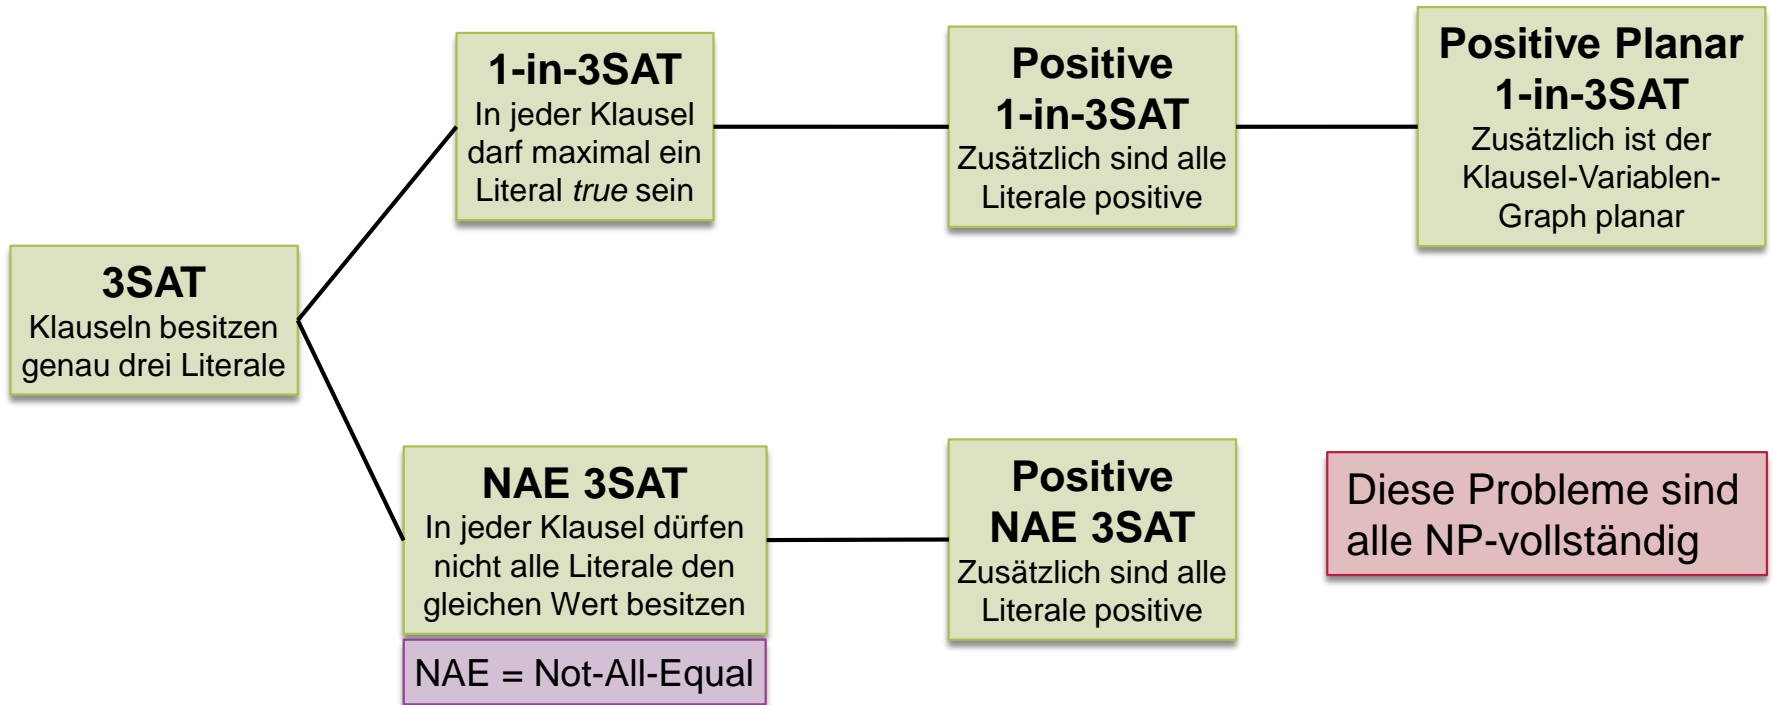 3SAT
Klauseln besitzen
genau drei Literale
1-in-3SAT
In jeder Klausel
darf maximal ein
Literal true sein
Positive
1-in-3SAT
Zusätzlich sind alle
Literale positive
Positive Planar
1-in-3SAT
Zusätzlich ist der
Klausel-Variablen-
Graph planar
NAE 3SAT
In jeder Klausel dürfen
nicht alle Literale den
gleichen Wert besitzen
NAE = Not-All-Equal
Positive
NAE 3SAT
Zusätzlich sind alle
Literale positive
Diese Probleme sind
alle NP-vollständig